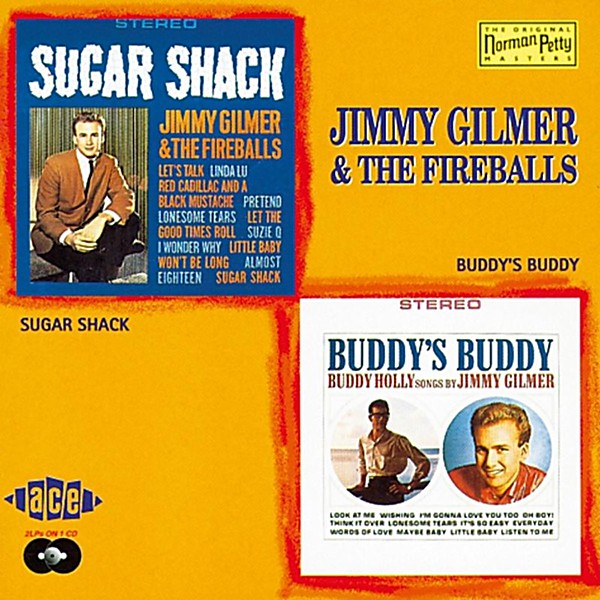 STEREO
SUGAR SHACK
JIMMY GILMER
& THE FIREBALLS
LET'S TALK LINDA LU
RED CADILLAC AND A
BLACK MUSTACHE PRETEND
LONESOME TEARS LET THE
GOOD TIMES ROLL SUZIE Q
I WONDER WHY LITTLE BABY
WON'T BE LONG ALMOST
EIGHTEEN SUGAR SHACK
THE ORIGINAL
Norman Petty
MASTERS
JIMMY GILMER
& THE FIREBALLS
BUDDY'S BUDDY
SUGAR SHACK
STEREO
BUDDY'S BUDDY
BUDDY HOLLY SONGS BY JIMMY GILMER
LOOK AT ME WISHING I'M GONNA LOVE YOU TOO OH BOY!
THINK IT OVER LONESOME TEARS IT'S SO EASY EVERYDAY
WORDS OF LOVE MAYBE BABY LITTLE BABY LISTEN TO ME
ace
2LPs ON 1 CD